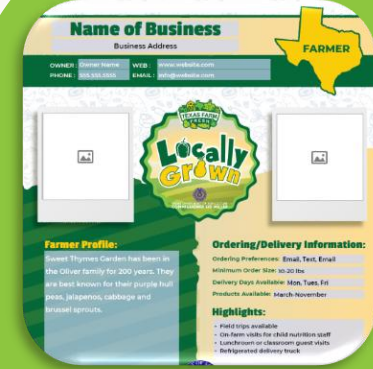 Name of Business
Business Address
FARMER
OWNER: Owner Name WEB: www.website.com
PHONE: 555.555.5555 EMAIL: info@website.com
TEXAS FARM FRESH
Locally
Grown
Farmer Profile:
Sweet Thymes Garden has been in
the Oliver family for 200 years. They
are best known for their purple hull
peas, jalapenos, cabbage and
brussel sprouts.
Ordering/Delivery Information:
Ordering Preferences: Email, Text, Email
Minimum Order Size: 10-20 lbs
Delivery Days Available: Mon, Tues, Fri
Products Available: March-November
Highlights:
• Field trips available
• On-farm visits for child nutrition staff
• Lunchroom or classroom guest visits
• Refrigerated delivery truck